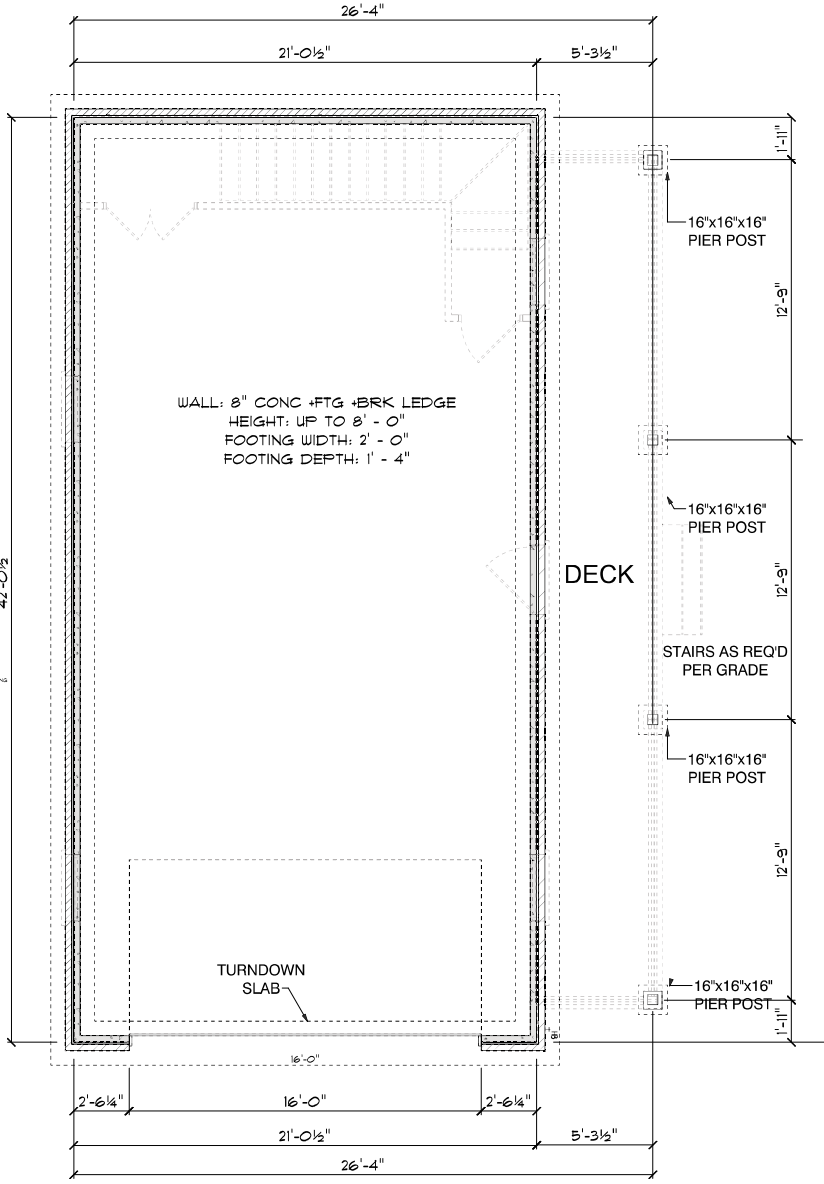 26'-4"
21'-0½"
5'-3½"
1'-11"
16"x16"x16"
PIER POST
12'-9"
WALL: 8" CONC +FTG +BRK LEDGE
HEIGHT: UP TO 8' - 0"
FOOTING WIDTH: 2' - 0"
FOOTING DEPTH: 1' - 4"
16"x16"x16"
PIER POST
42'-0½"
DECK
12'-9"
STAIRS AS REQ'D
PER GRADE
16"x16"x16"
PIER POST
12'-9"
TURNDOWN
SLAB
16"x16"x16"
PIER POST
1'-11"
16'-0"
2'-6¼"
16'-0"
2'-6¼"
21'-0½"
5'-3½"
26'-4"